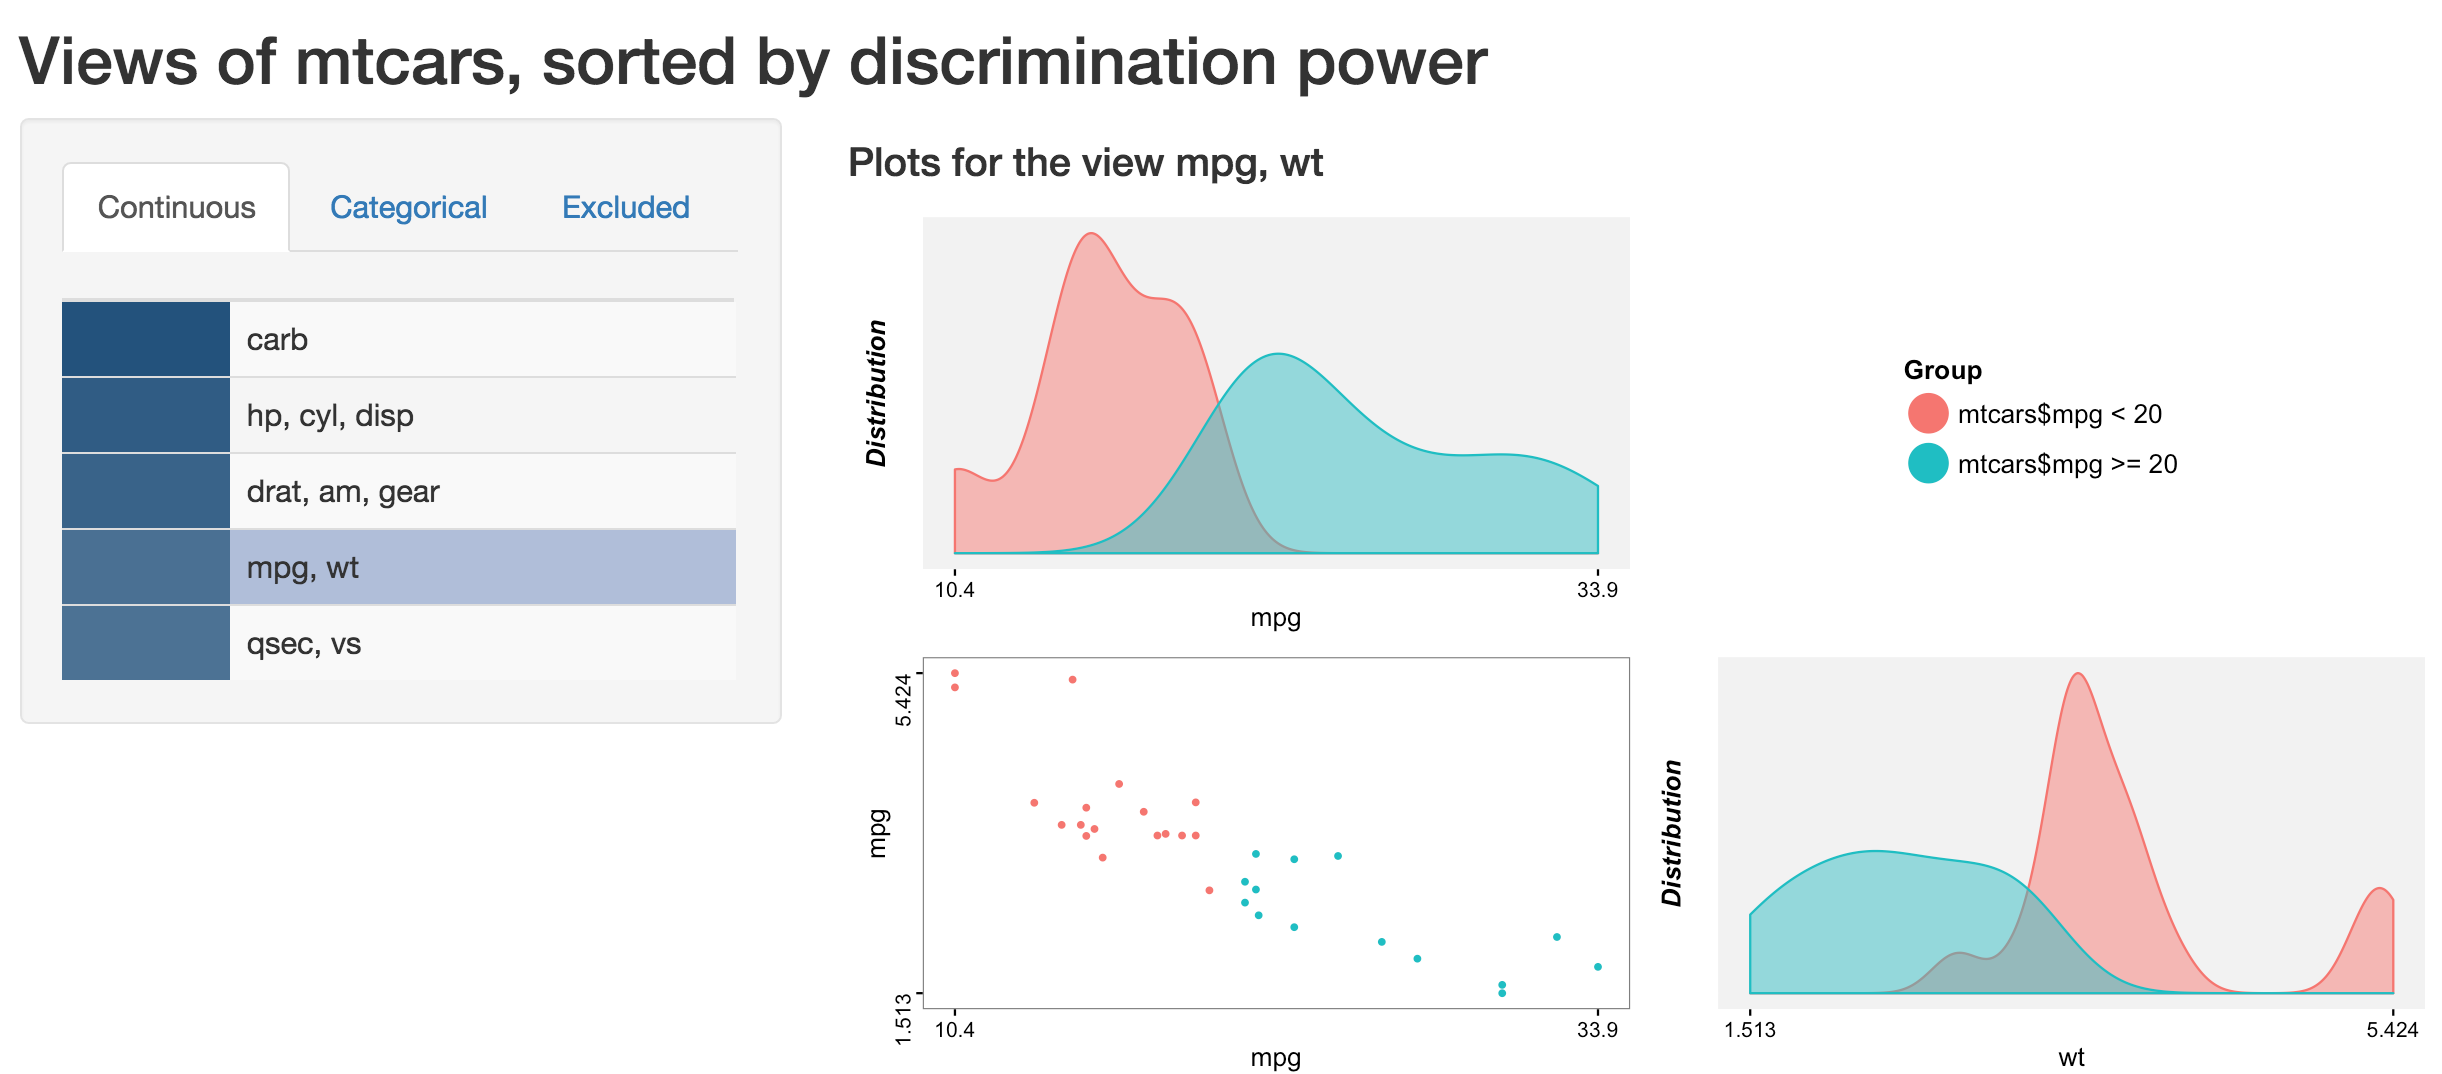 Views of mtcars, sorted by discrimination power
Continuous
Categorical
Excluded
carb
hp, cyl, disp
drat, am, gear
mpg, wt
qsec, vs
Plots for the view mpg, wt
Distribution
10.4
33.9
mpg
Group
mtcars$mpg < 20
mtcars$mpg >= 20
5.424
mpg
1.513
10.4
33.9
mpg
Distribution
1.513
5.424
wt